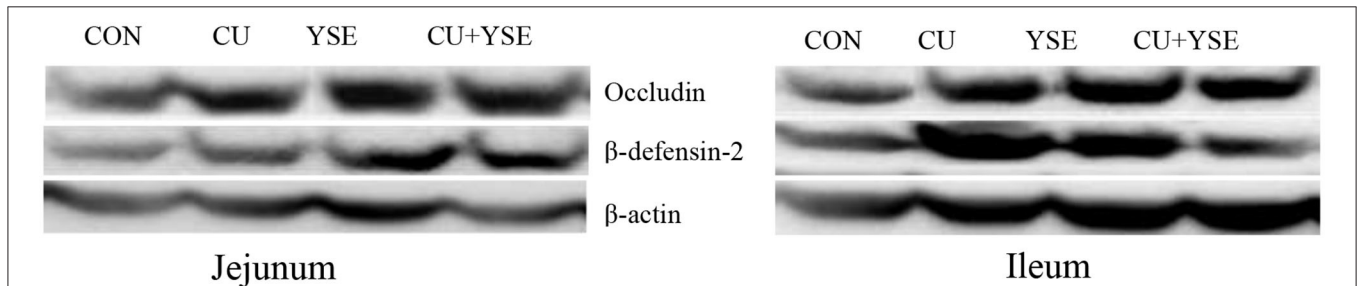 CON CU YSE CU+YSE
CON CU YSE CU+YSE
Occludin
β-defensin-2
β-actin
Jejunum
Ileum